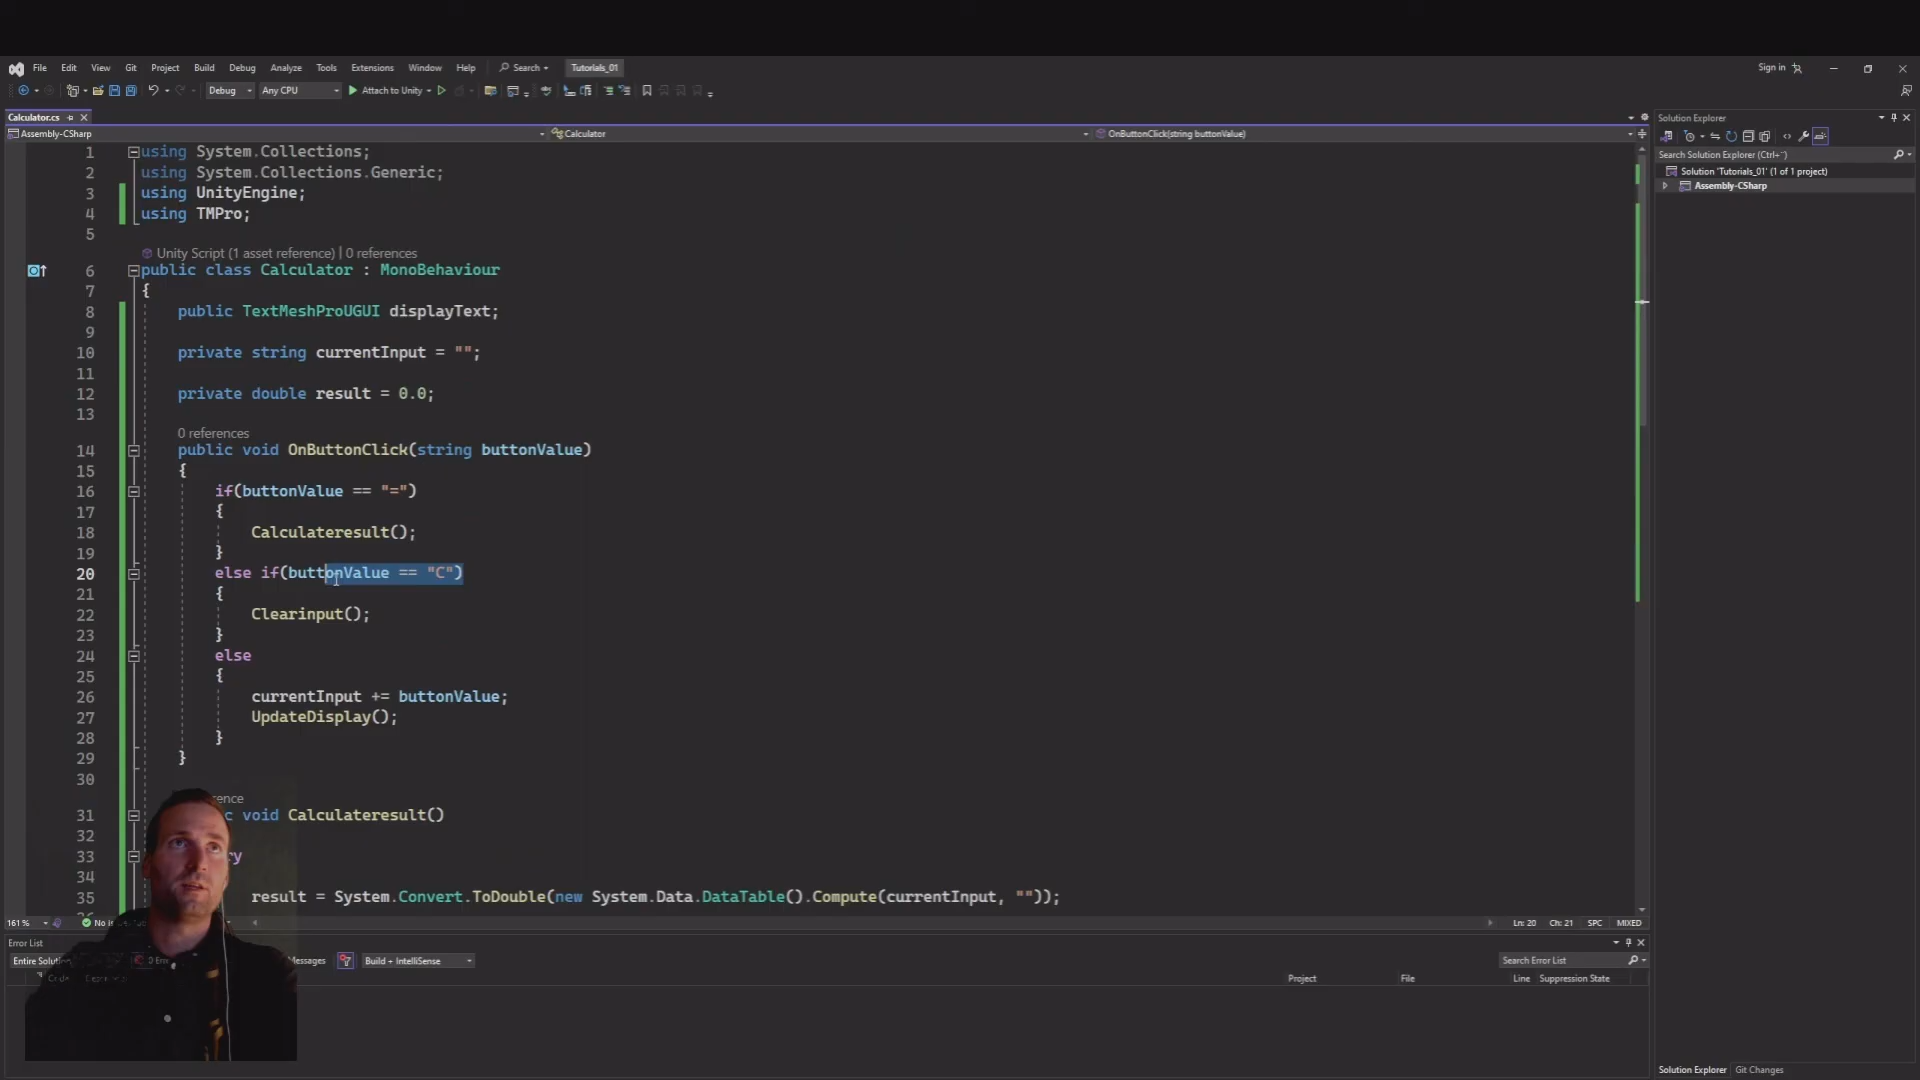 File Edit View Git Project Build Debug Analyze Tools Extensions Window Help Search Tutorials_01 Sign in
Debug Any CPU Attach to Unity
Calculator.cs
Assembly-CSharp Calculator OnButtonClick(string buttonValue)
1 using System.Collections;
2 using System.Collections.Generic;
3 using UnityEngine;
4 using TMPro;
5
Unity Script (1 asset reference) | 0 references
6 public class Calculator : MonoBehaviour
7 {
8 public TextMeshProUGUI displayText;
9
10 private string currentInput = "";
11
12 private double result = 0.0;
13
0 references
14 public void OnButtonClick(string buttonValue)
15 {
16 if(buttonValue == "=")
17 {
18 Calculateresult();
19 }
20 else if(buttonValue == "C")
21 {
22 Clearinput();
23 }
24 else
25 {
26 currentInput += buttonValue;
27 UpdateDisplay();
28 }
29 }
30
31 void Calculateresult()
32
33
34
35 result = System.Convert.ToDouble(new System.Data.DataTable().Compute(currentInput, ""));
161 % Ln: 20 Ch: 21 SPC MIXED
Error List
Messages Build + IntelliSense Search Error List
Project File Line Suppression State
Solution Explorer
Search Solution Explorer (Ctrl+¨)
Solution 'Tutorials_01' (1 of 1 project)
Assembly-CSharp
Solution Explorer Git Changes